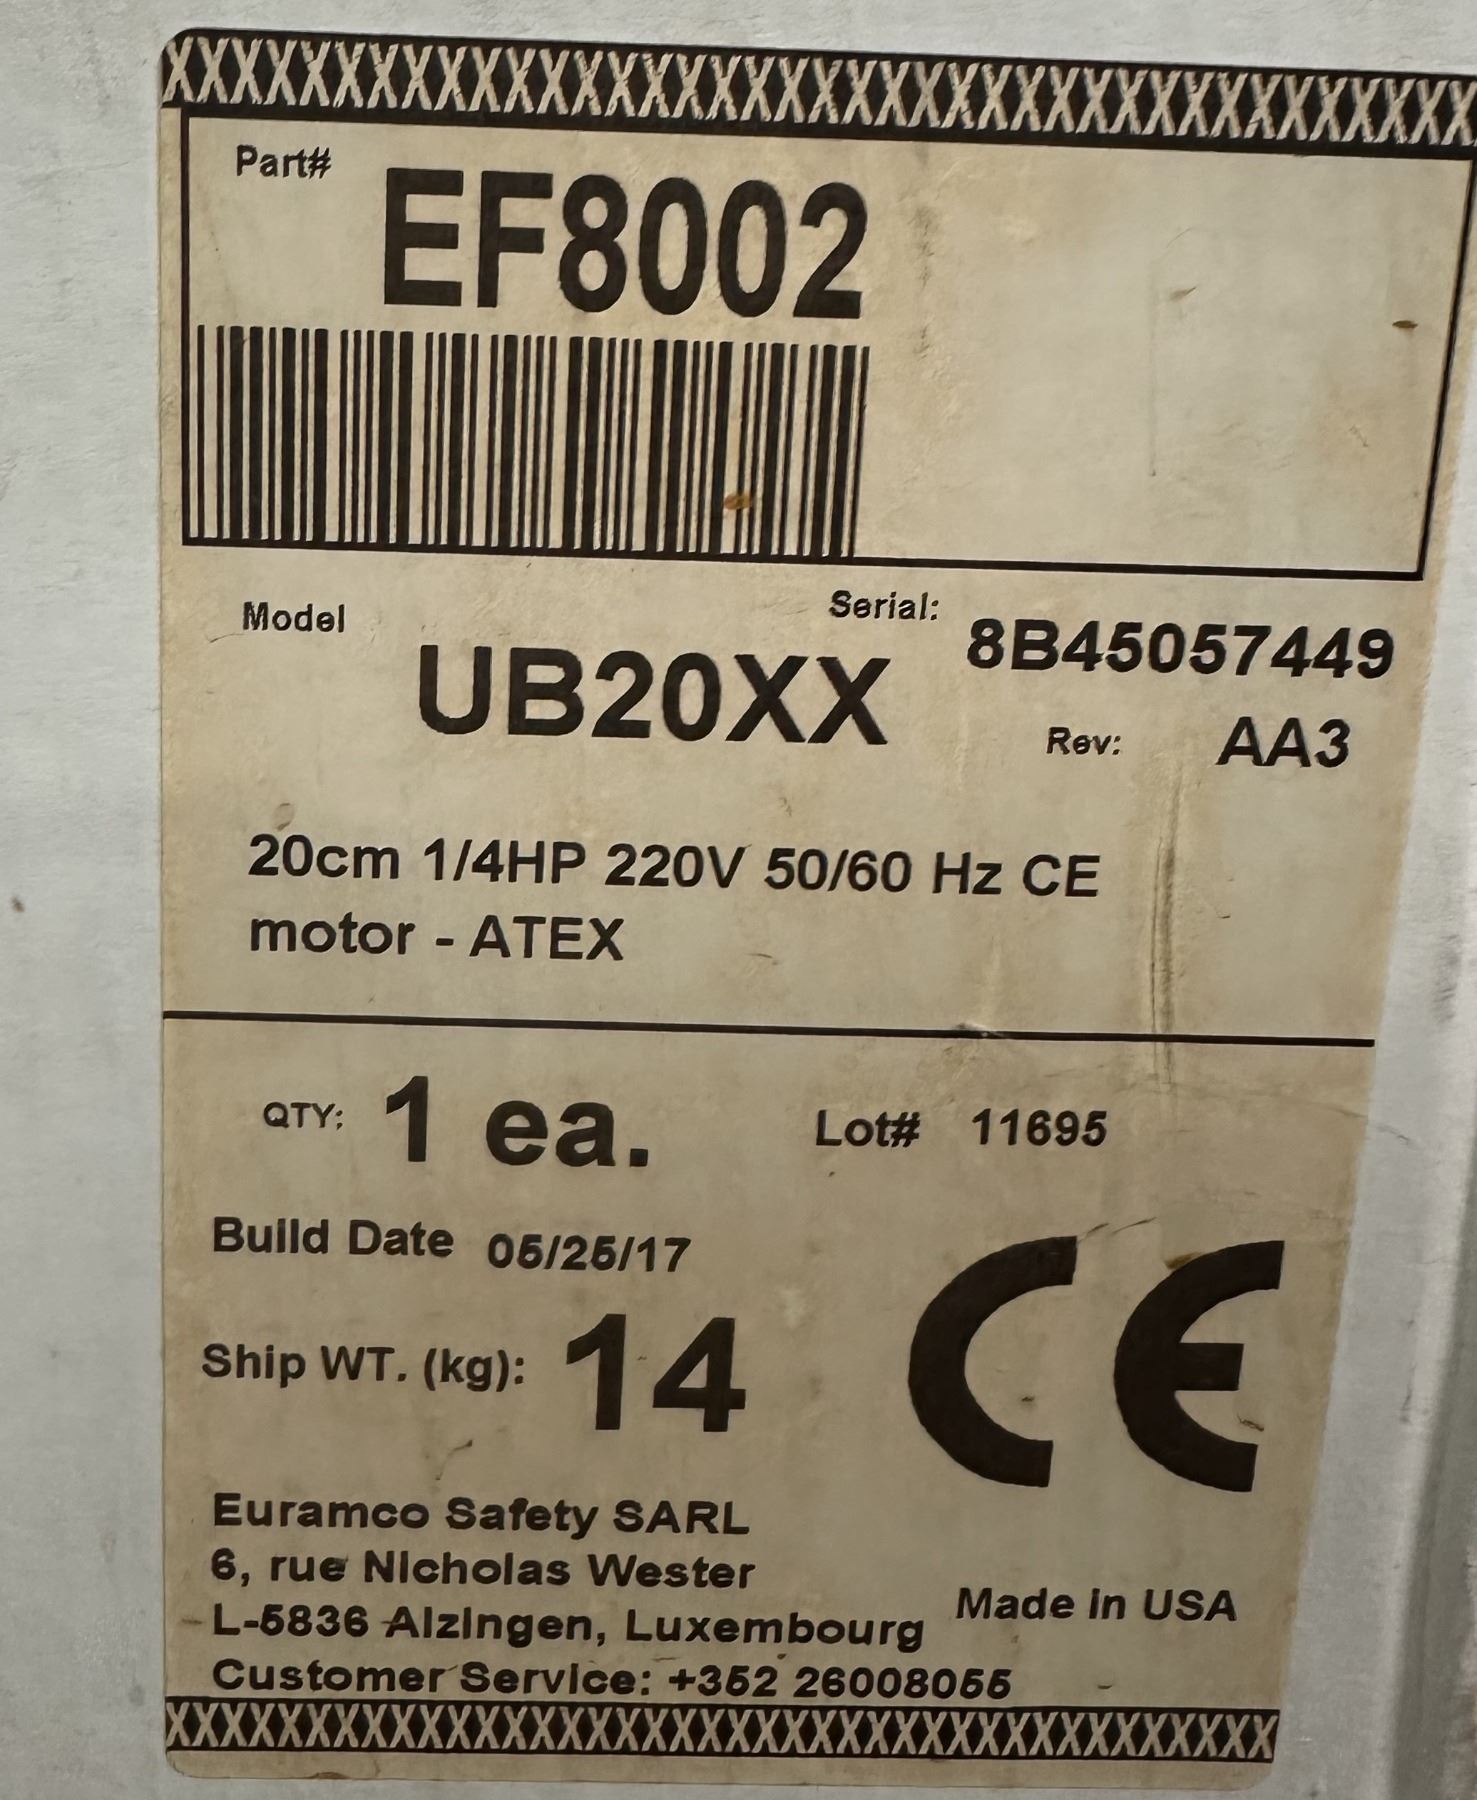 XXXXXXXXXXXXXXXXXXXXXXXXXXXXXXXXXXXXXX
Part# EF8002
Model UB20XX
Serial: 8B45057449
Rev: AA3
20cm 1/4HP 220V 50/60 Hz CE
motor - ATEX
QTY: 1 ea. Lot# 11695
Build Date 05/25/17
Ship WT. (kg): 14
CE
Euramco Safety SARL
6, rue Nicholas Wester
L-5836 Alzingen, Luxembourg
Made in USA
Customer Service: +352 26008055
XXXXXXXXXXXXXXXXXXXXXXXXXXXXXXXXXXXXXX